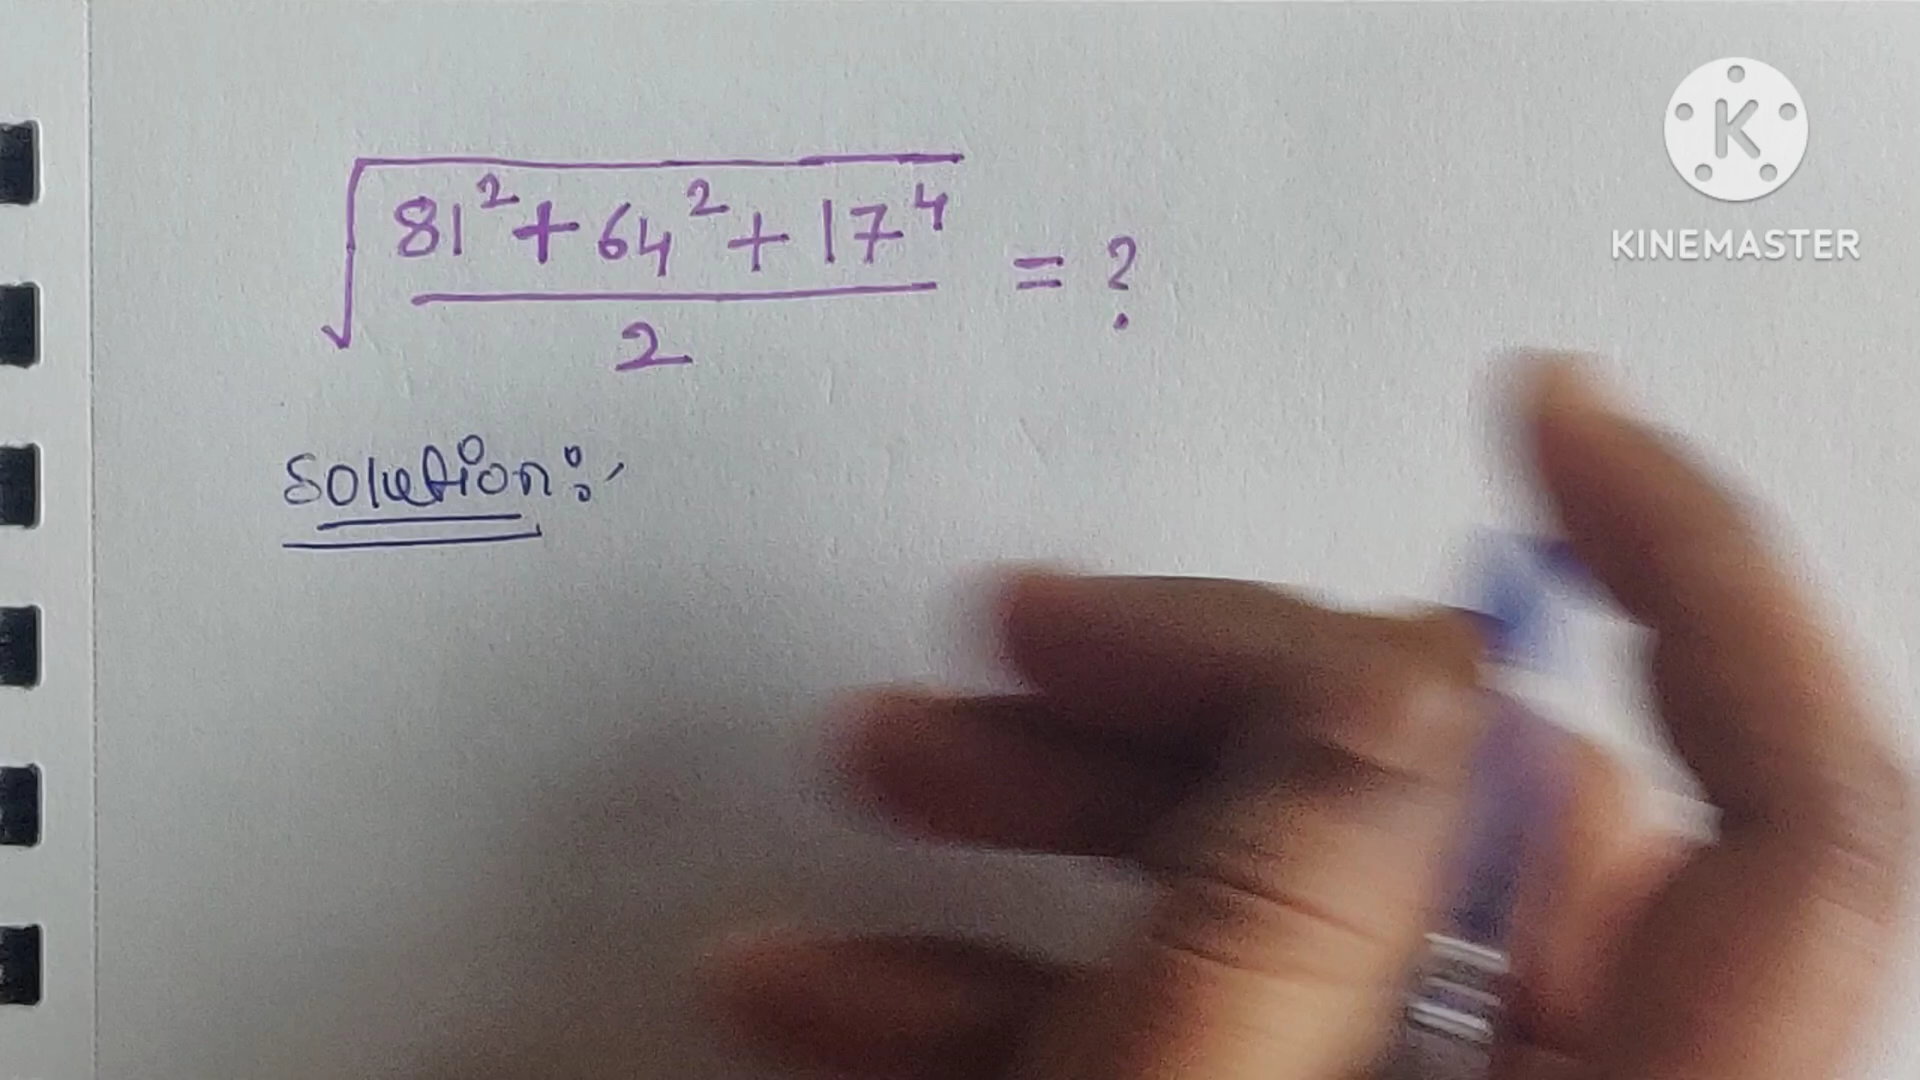 √((81² + 64² + 17⁴)/2) = ?
Solution:-
KINEMASTER